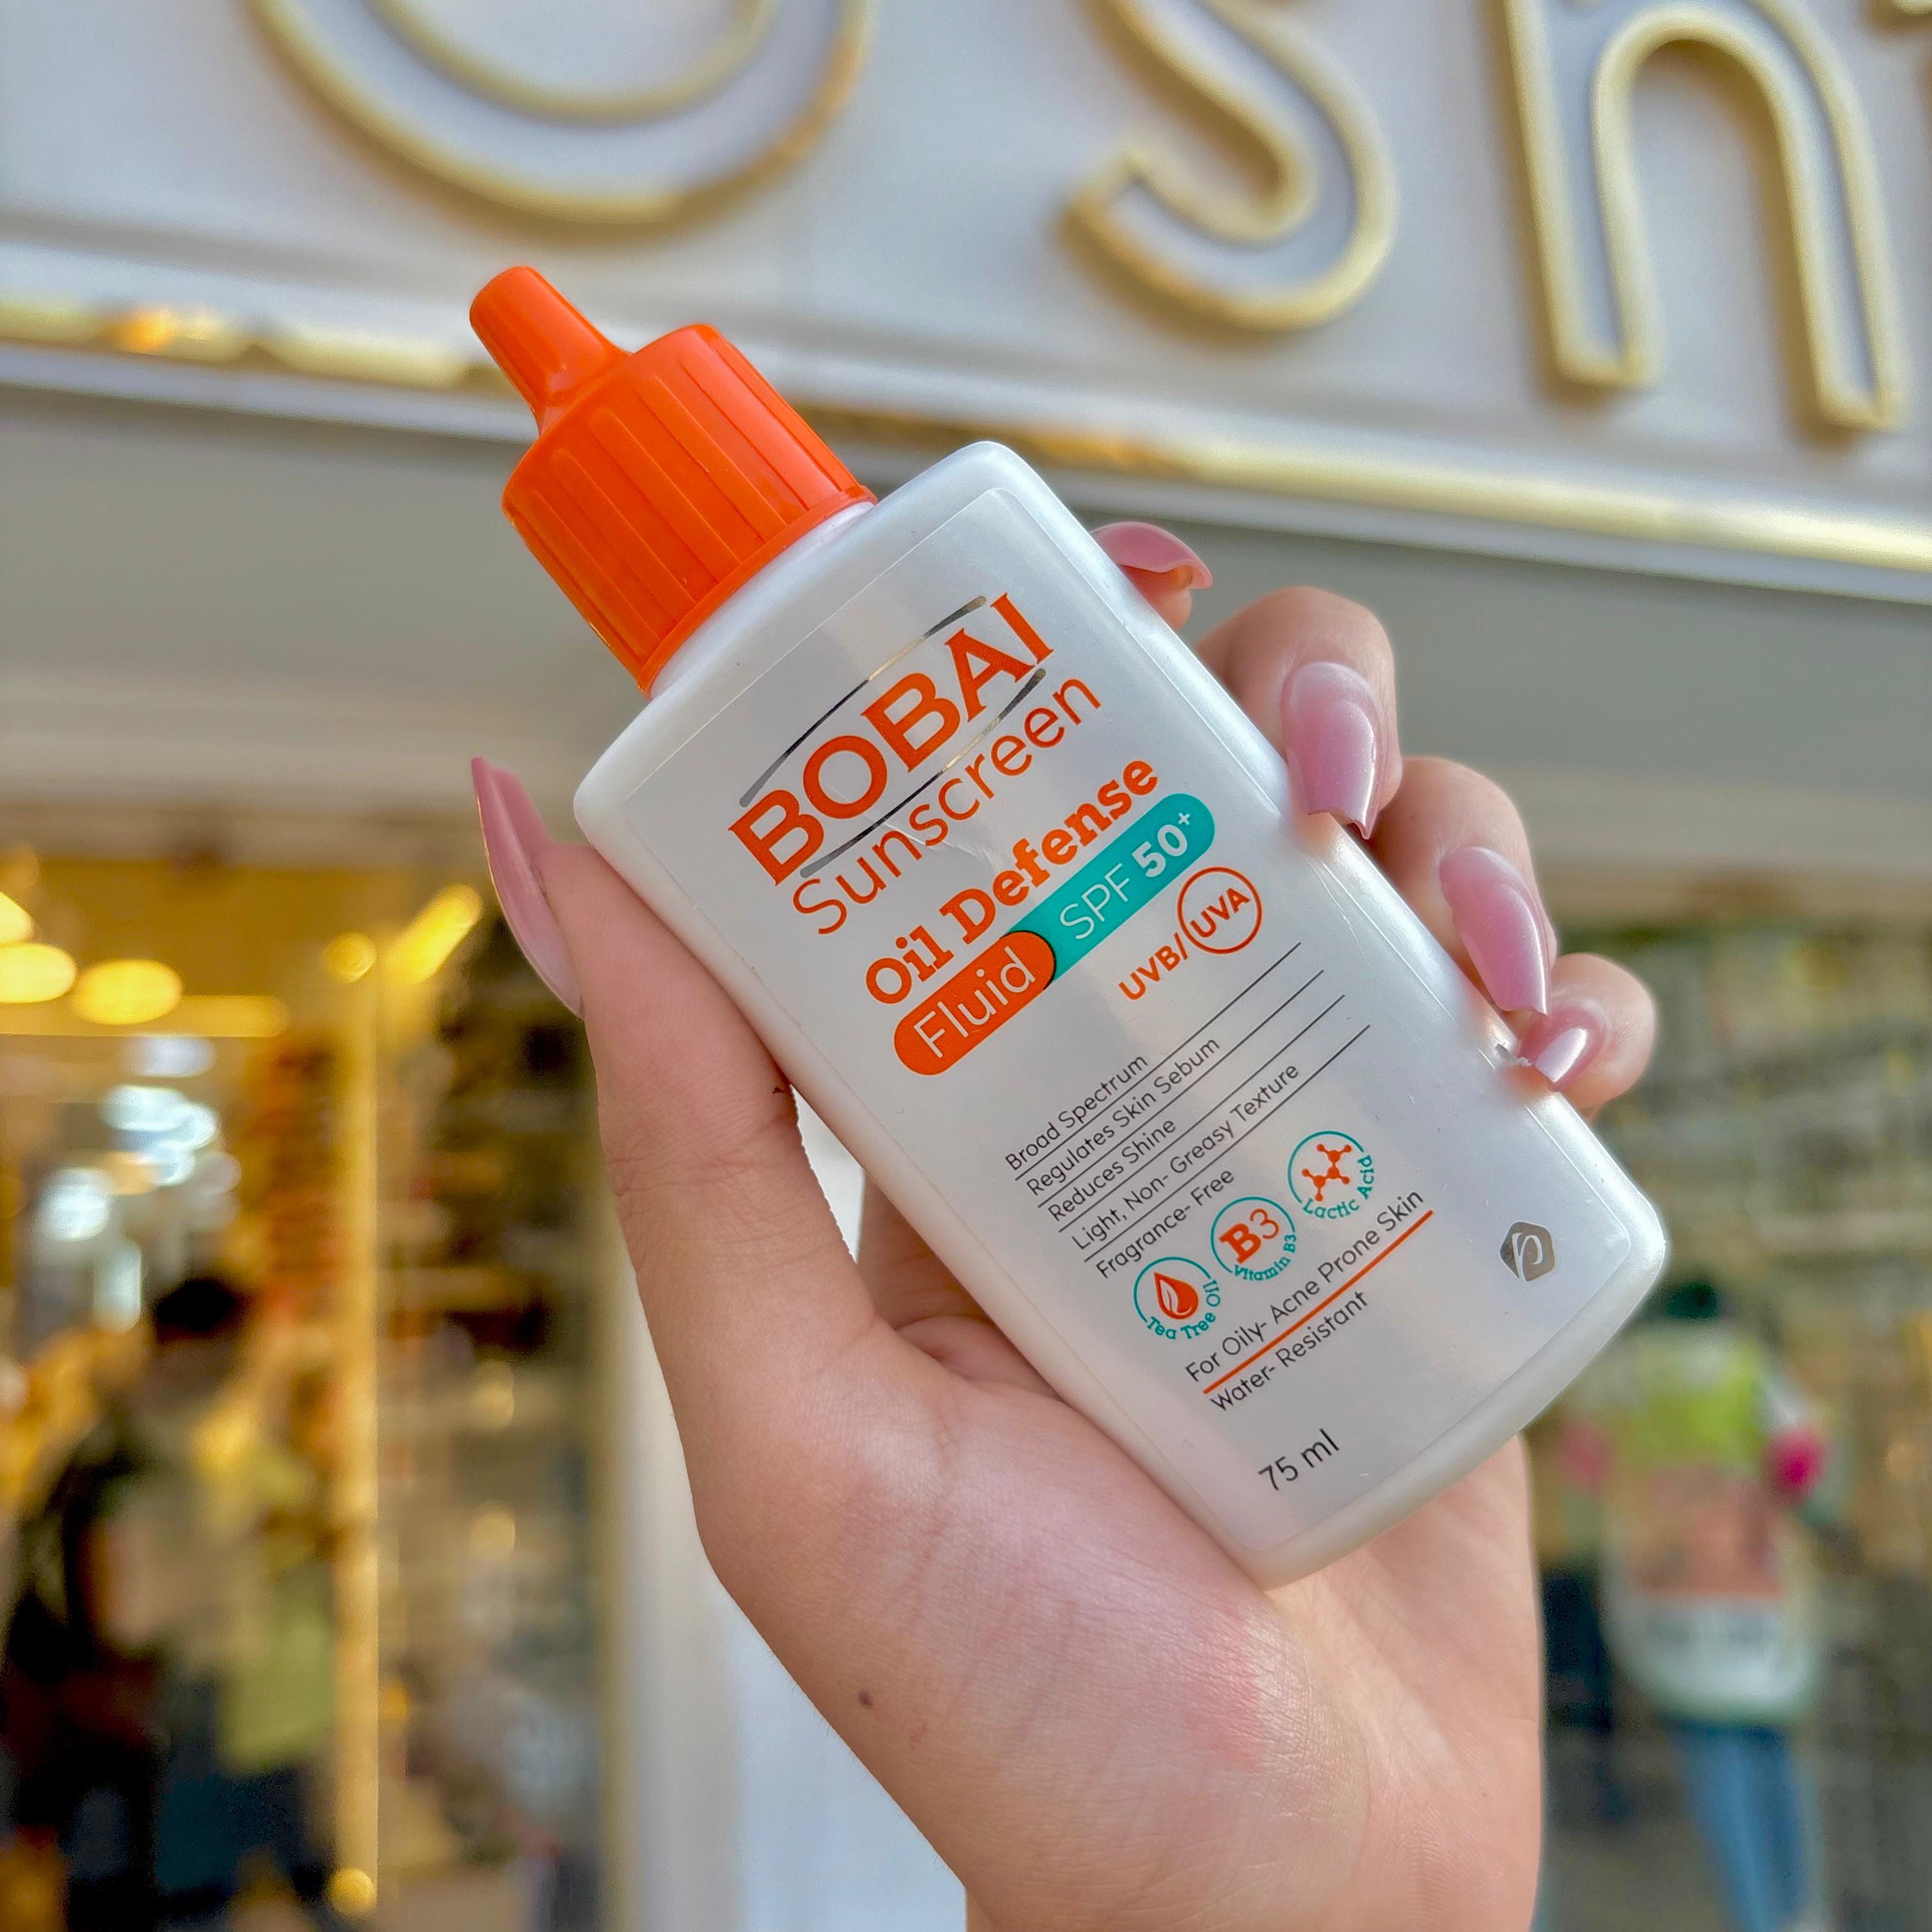 sh
BOBAI
Sunscreen
Oil Defense
Fluid SPF 50+
UVB/UVA
Broad Spectrum
Regulates Skin Sebum
Reduces Shine
Light, Non- Greasy Texture
Fragrance- Free
Tea Tree Oil
B3
Vitamin B3
Lactic Acid
For Oily- Acne Prone Skin
Water- Resistant
75 ml